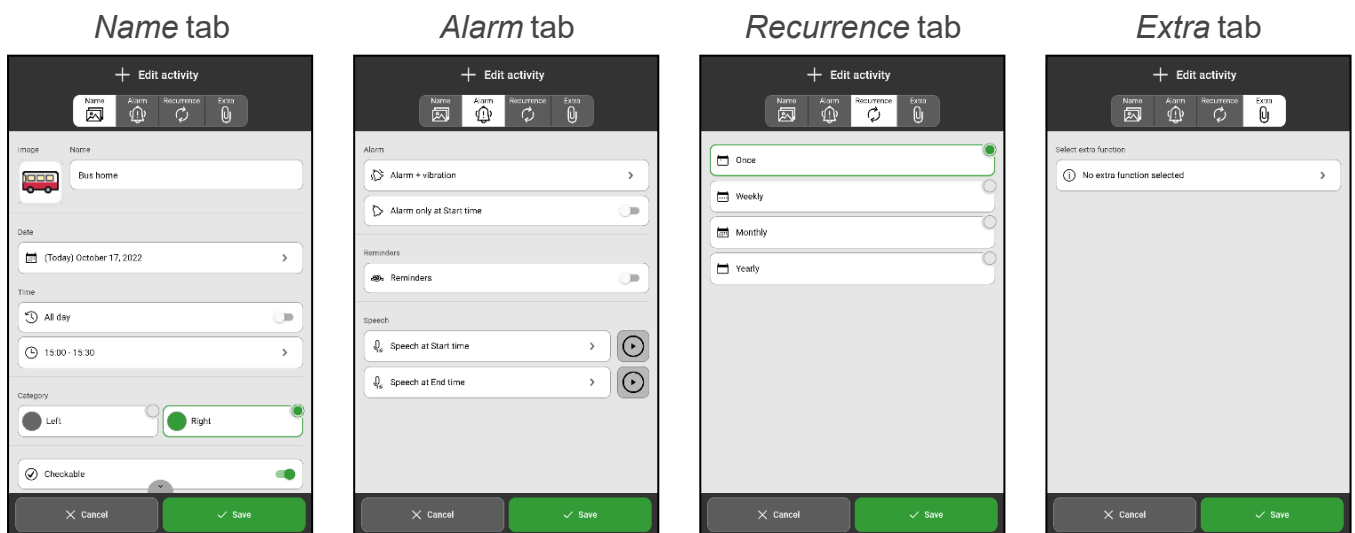 Name tab
Edit activity
Name Alarm Recurrence Extra
Image Name
Bus home
Date
(Today) October 17, 2022
Time
All day
15:00 - 15:30
Category
Left Right
Checkable
Cancel Save
Alarm tab
Edit activity
Name Alarm Recurrence Extra
Alarm
Alarm + vibration
Alarm only at Start time
Reminders
Reminders
Speech
Speech at Start time
Speech at End time
Cancel Save
Recurrence tab
Edit activity
Name Alarm Recurrence Extra
Once
Weekly
Monthly
Yearly
Cancel Save
Extra tab
Edit activity
Name Alarm Recurrence Extra
Select extra function
No extra function selected
Cancel Save